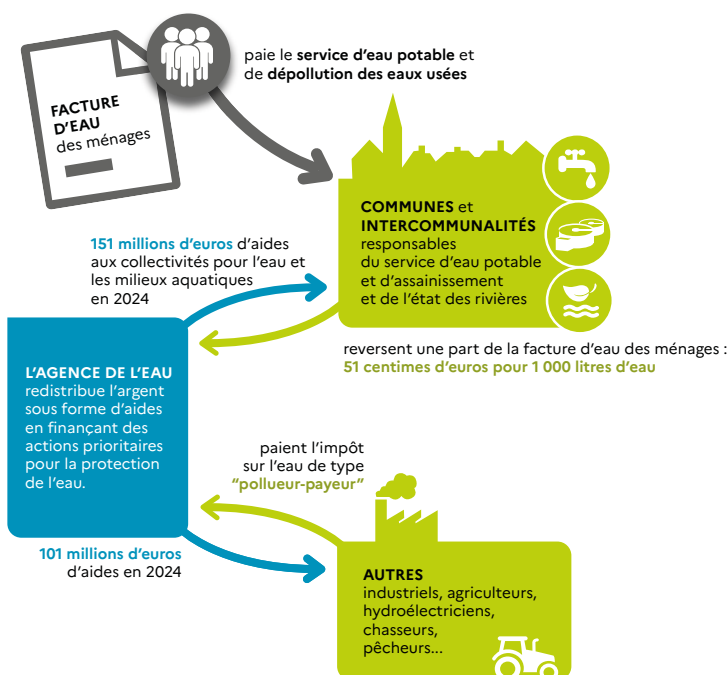 paie le service d'eau potable et
de dépollution des eaux usées
FACTURE
D'EAU
des ménages
COMMUNES et
INTERCOMMUNALITÉS
responsables
du service d'eau potable
et d'assainissement
et de l'état des rivières
151 millions d'euros d'aides
aux collectivités pour l'eau et
les milieux aquatiques
en 2024
reversent une part de la facture d'eau des ménages :
51 centimes d'euros pour 1 000 litres d'eau
L'AGENCE DE L'EAU
redistribue l'argent
sous forme d'aides
en finançant des
actions prioritaires
pour la protection
de l'eau.
paient l'impôt
sur l'eau de type
“pollueur-payeur”
101 millions d'euros
d'aides en 2024
AUTRES
industriels, agriculteurs,
hydroélectriciens,
chasseurs,
pêcheurs...